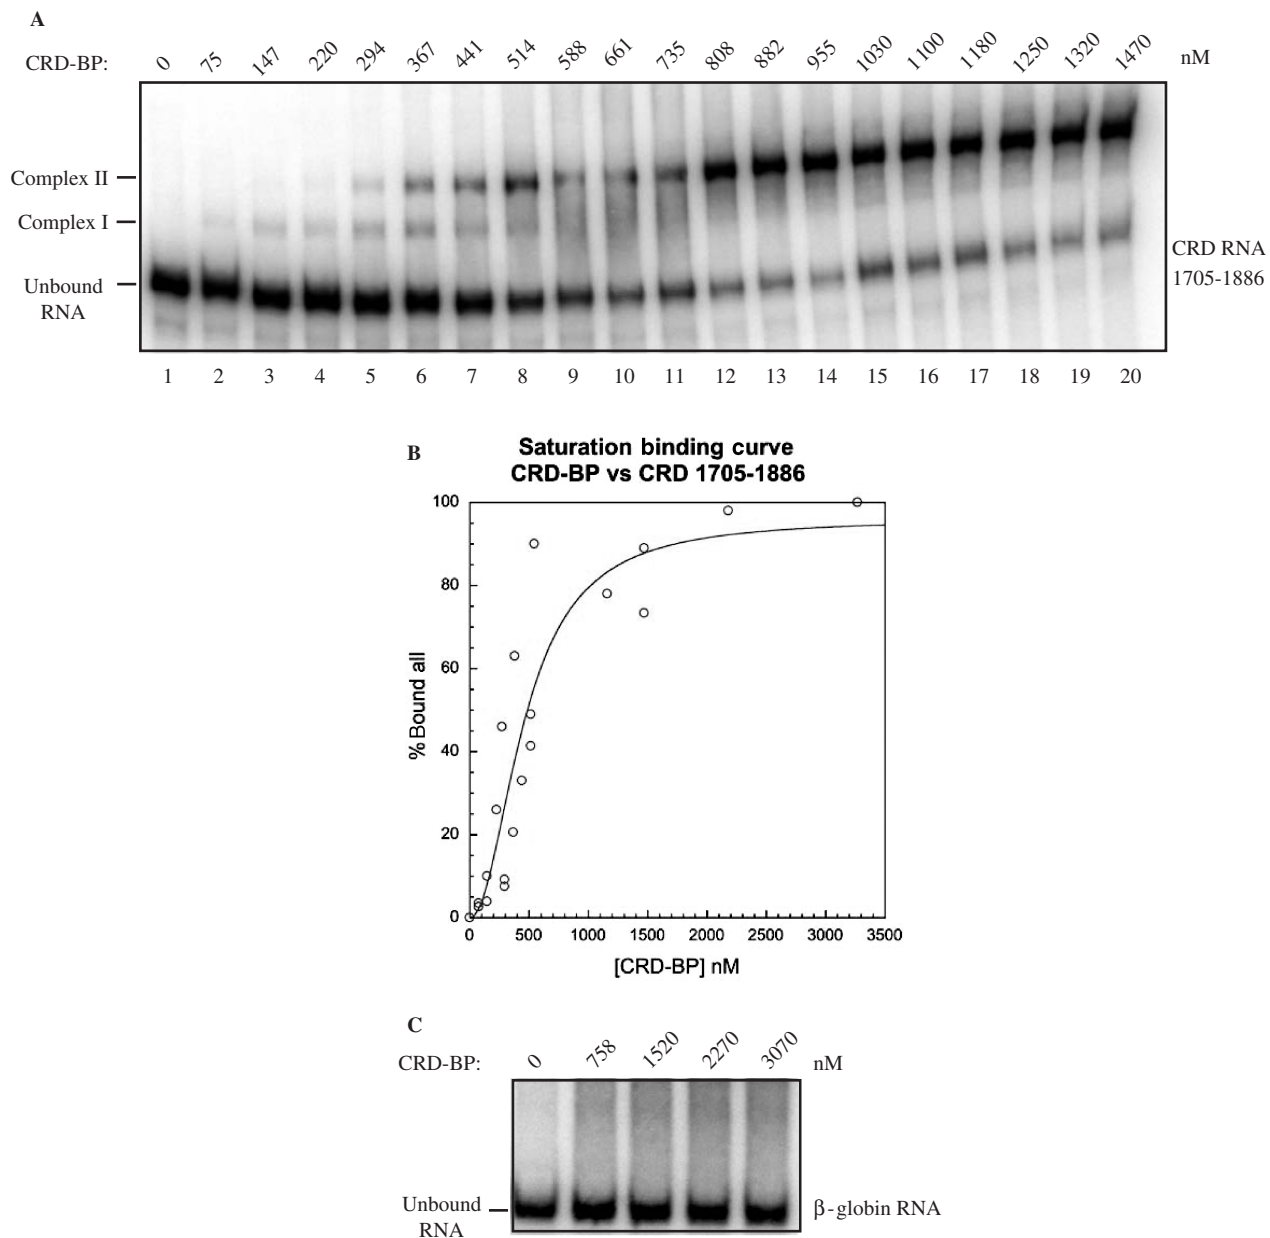 A
CRD-BP: 0 75 147 220 294 367 441 514 588 661 735 808 882 955 1030 1100 1180 1250 1320 1470 nM
Complex II
Complex I
Unbound
RNA
CRD RNA
1705-1886
1 2 3 4 5 6 7 8 9 10 11 12 13 14 15 16 17 18 19 20
B
Saturation binding curve
CRD-BP vs CRD 1705-1886
100
80
60
40
20
0
% Bound all
0 500 1000 1500 2000 2500 3000 3500
[CRD-BP] nM
C
CRD-BP: 0 758 1520 2270 3070 nM
Unbound
RNA
β-globin RNA